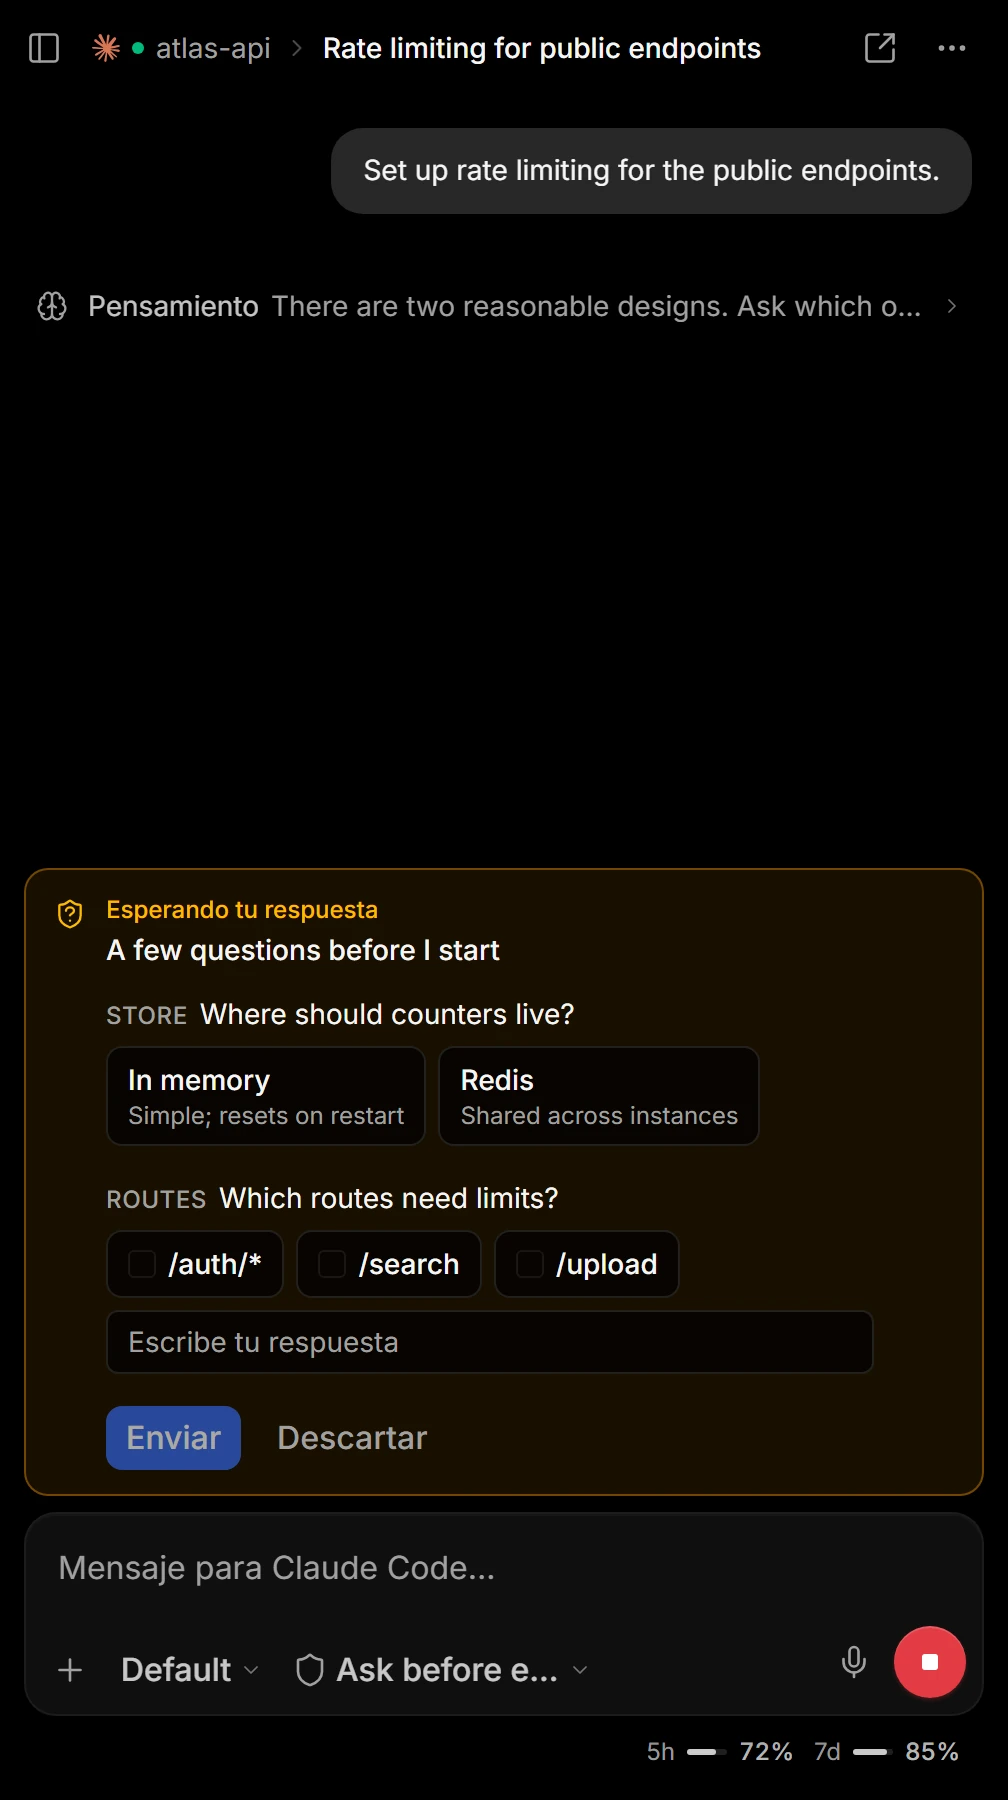 atlas-api > Rate limiting for public endpoints
Set up rate limiting for the public endpoints.
Pensamiento There are two reasonable designs. Ask which o...
Esperando tu respuesta
A few questions before I start
STORE Where should counters live?
In memory Redis
Simple; resets on restart Shared across instances
ROUTES Which routes need limits?
/auth/* /search /upload
Escribe tu respuesta
Enviar Descartar
Mensaje para Claude Code...
Default Ask before e...
5h 72% 7d 85%